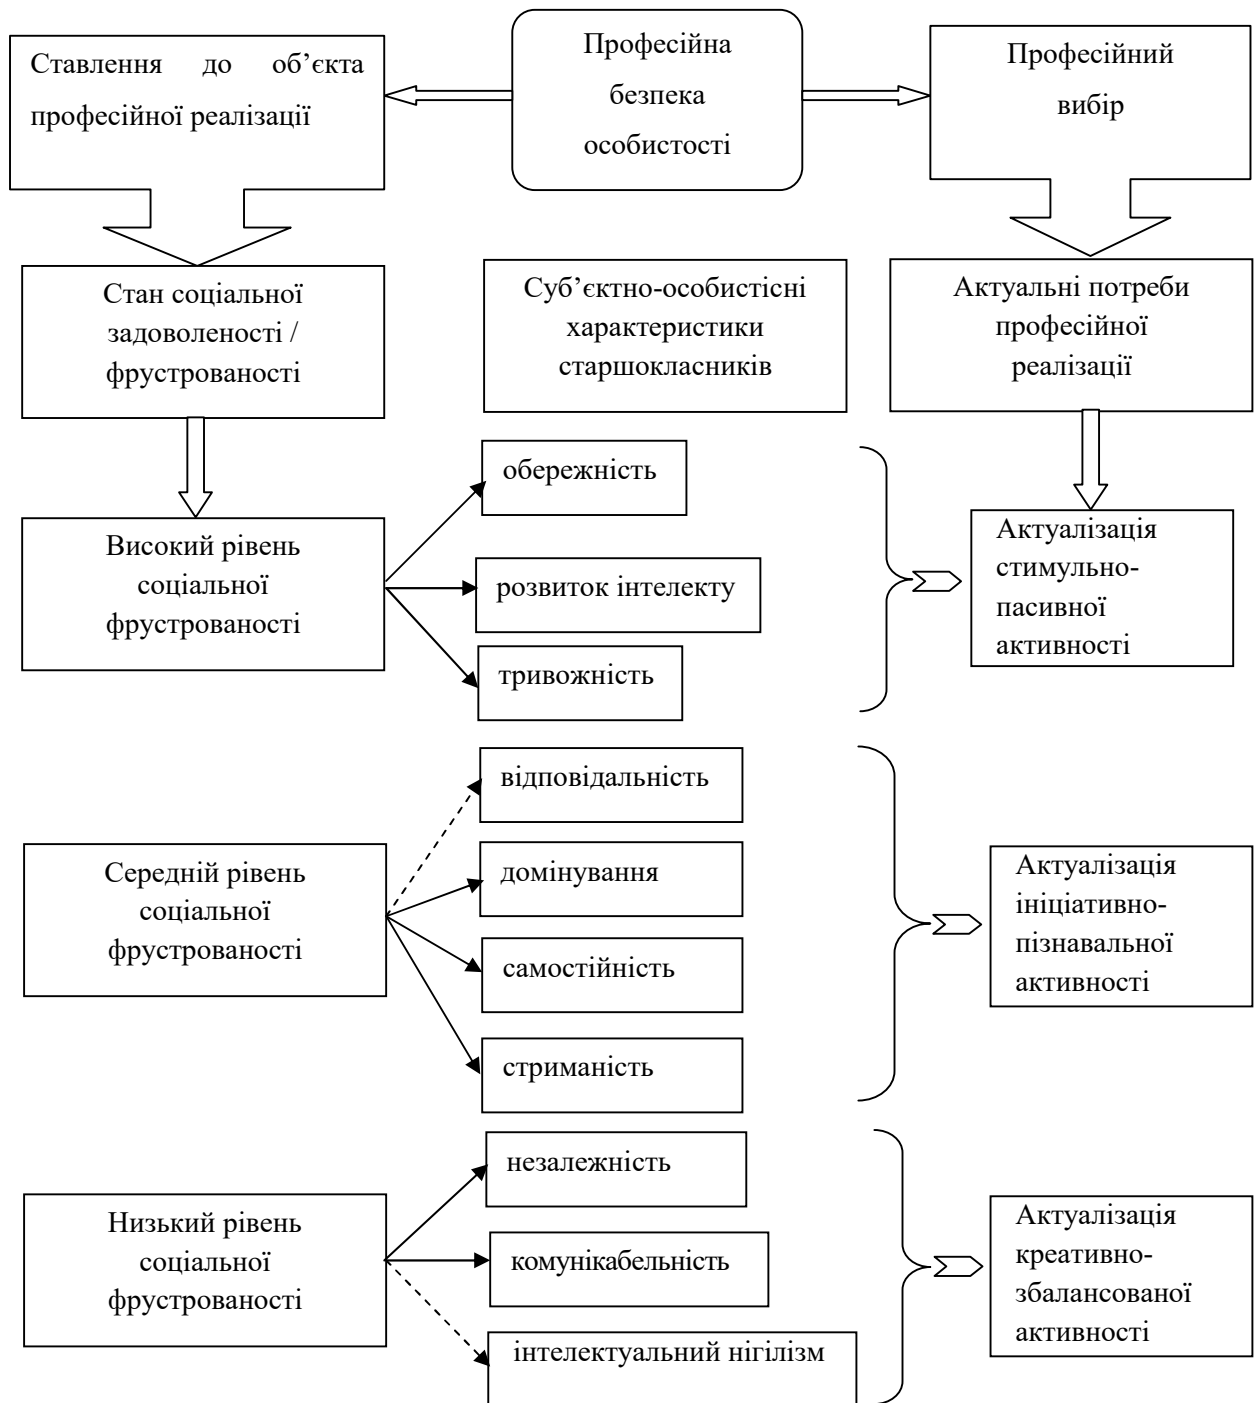 Ставлення до об’єкта
професійної реалізації
Професійна
безпека
особистості
Професійний
вибір
Стан соціальної
задоволеності /
фрустрованості
Суб’єктно-особистісні
характеристики
старшокласників
Актуальні потреби
професійної
реалізації
Високий рівень
соціальної
фрустрованості
обережність
розвиток інтелекту
тривожність
Актуалізація
стимульно-
пасивної
активності
Середній рівень
соціальної
фрустрованості
відповідальність
домінування
самостійність
стриманість
Актуалізація
ініціативно-
пізнавальної
активності
Низький рівень
соціальної
фрустрованості
незалежність
комунікабельність
інтелектуальний нігілізм
Актуалізація
креативно-
збалансованої
активності